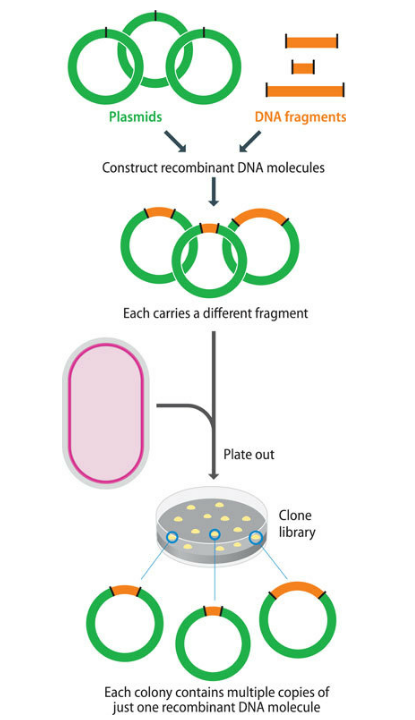 Plasmids
DNA fragments
Construct recombinant DNA molecules
Each carries a different fragment
Plate out
Clone
library
Each colony contains multiple copies of
just one recombinant DNA molecule